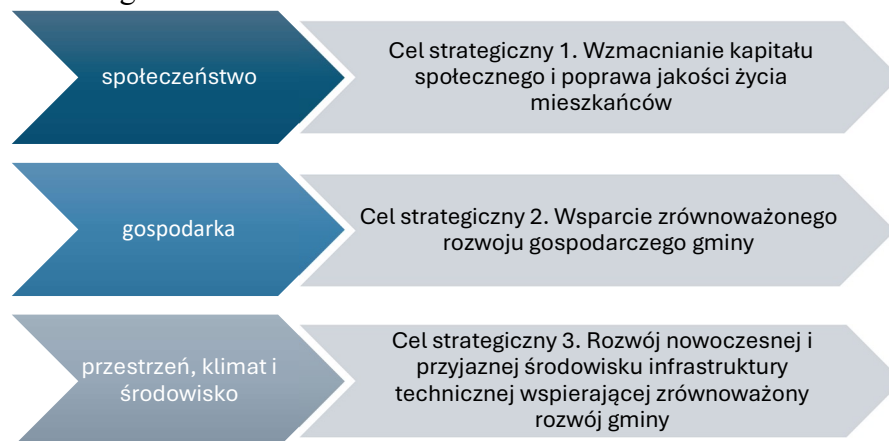 społeczeństwo
Cel strategiczny 1. Wzmacnianie kapitału
społecznego i poprawa jakości życia
mieszkańców
gospodarka
Cel strategiczny 2. Wsparcie zrównoważonego
rozwoju gospodarczego gminy
przestrzeń, klimat i
środowisko
Cel strategiczny 3. Rozwój nowoczesnej i
przyjaznej środowisku infrastruktury
technicznej wspierającej zrównoważony
rozwój gminy